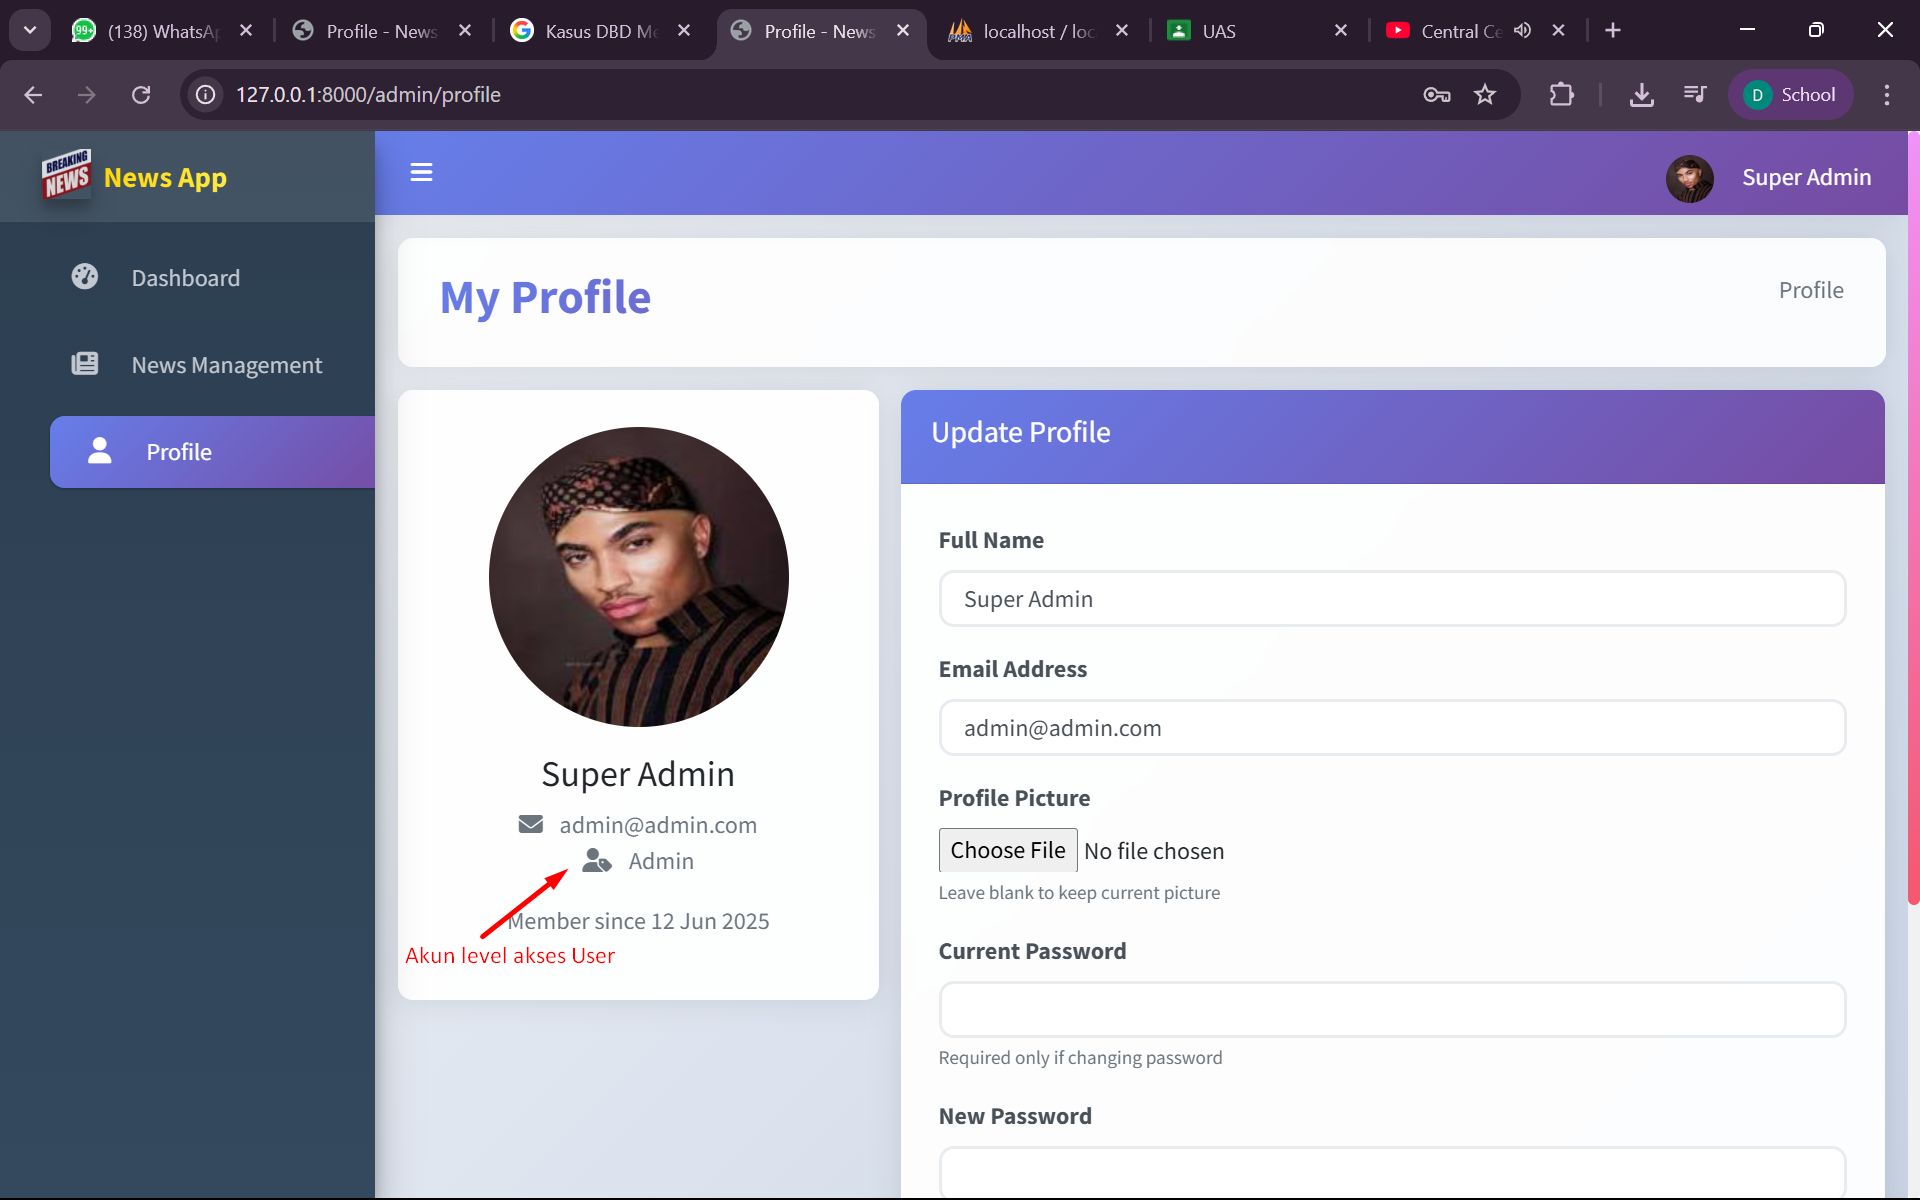 (138) WhatsAp
Profile - News
Kasus DBD Me
Profile - News
localhost / loc
UAS
Central Ce
127.0.0.1:8000/admin/profile
D School
BREAKING
NEWS
News App
Super Admin
Dashboard
News Management
Profile
My Profile
Profile
Super Admin
admin@admin.com
Admin
Member since 12 Jun 2025
Akun level akses User
Update Profile
Full Name
Super Admin
Email Address
admin@admin.com
Profile Picture
Choose File No file chosen
Leave blank to keep current picture
Current Password
Required only if changing password
New Password